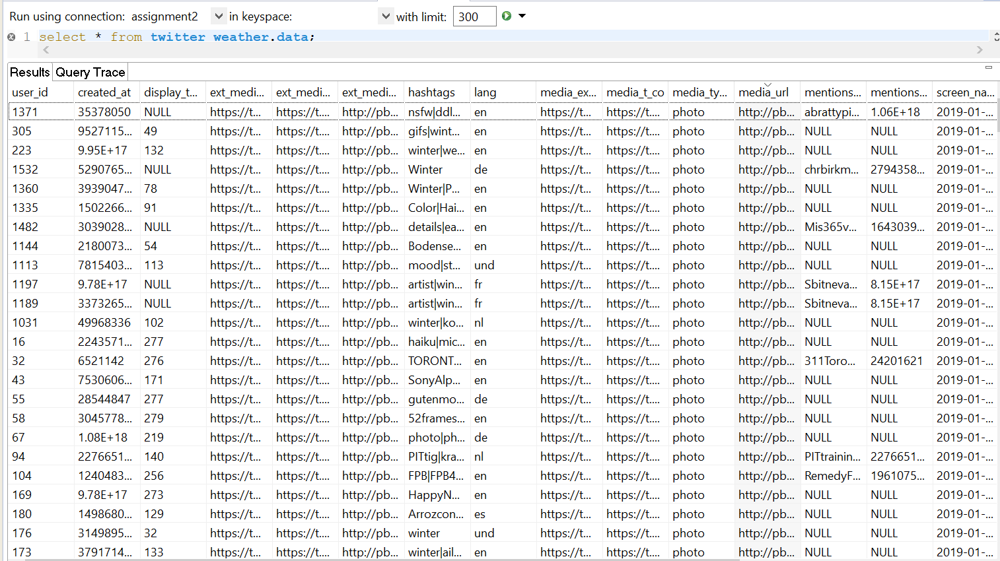 Run using connection: assignment2 in keyspace: with limit: 300
1 select * from twitter_weather.data;
Results Query Trace
user_id created_at display_t... ext_medi... ext_medi... ext_medi... hashtags lang media_ex... media_t_co media_ty... media_url mentions... mentions... screen_na...
1371 35378050 NULL https://t... https://t... http://pb... nsfw|ddl... en https://t... https://t.... photo http://pb... abrattypi... 1.06E+18 2019-01-...
305 9527115... 49 https://t... https://t... http://pb... gifs|wint... en https://t... https://t.... photo http://pb... NULL NULL 2019-01-...
223 9.95E+17 132 https://t... https://t... http://pb... winter|we... en https://t... https://t.... photo http://pb... NULL NULL 2019-01-...
1532 5290765... NULL https://t... https://t... http://pb... Winter de https://t... https://t.... photo http://pb... chrbirkm... 2794358... 2019-01-...
1360 3939047... 78 https://t... https://t... http://pb... Winter|P... en https://t... https://t.... photo http://pb... NULL NULL 2019-01-...
1335 1502266... 91 https://t... https://t... http://pb... Color|Hai... en https://t... https://t.... photo http://pb... NULL NULL 2019-01-...
1482 3039028... NULL https://t... https://t... http://pb... details|ea... en https://t... https://t.... photo http://pb... Mis365v... 1643039... 2019-01-...
1144 2180073... 54 https://t... https://t... http://pb... Bodense... en https://t... https://t.... photo http://pb... NULL NULL 2019-01-...
1113 7815403... 113 https://t... https://t... http://pb... mood|st... und https://t... https://t.... photo http://pb... NULL NULL 2019-01-...
1197 9.78E+17 NULL https://t... https://t... http://pb... artist|win... fr https://t... https://t.... photo http://pb... Sbitneva... 8.15E+17 2019-01-...
1189 3373265... NULL https://t... https://t... http://pb... artist|win... fr https://t... https://t.... photo http://pb... Sbitneva... 8.15E+17 2019-01-...
1031 49968336 102 https://t... https://t... http://pb... winter|ko... nl https://t... https://t.... photo http://pb... NULL NULL 2019-01-...
16 2243571... 277 https://t... https://t... http://pb... haiku|mic... en https://t... https://t.... photo http://pb... NULL NULL 2019-01-...
32 6521142 276 https://t... https://t... http://pb... TORONT... en https://t... https://t.... photo http://pb... 311Toro... 24201621 2019-01-...
43 7530606... 171 https://t... https://t... http://pb... SonyAlp... en https://t... https://t.... photo http://pb... NULL NULL 2019-01-...
55 28544847 277 https://t... https://t... http://pb... gutenmo... de https://t... https://t.... photo http://pb... NULL NULL 2019-01-...
58 3045778... 279 https://t... https://t... http://pb... 52frames... en https://t... https://t.... photo http://pb... NULL NULL 2019-01-...
67 1.08E+18 219 https://t... https://t... http://pb... photo|ph... de https://t... https://t.... photo http://pb... NULL NULL 2019-01-...
94 2276651... 140 https://t... https://t... http://pb... PITtig|kra... nl https://t... https://t.... photo http://pb... PITtrainin... 2276651... 2019-01-...
104 1240483... 256 https://t... https://t... http://pb... FPB|FPB4... en https://t... https://t.... photo http://pb... RemedyF... 1961075... 2019-01-...
169 9.78E+17 273 https://t... https://t... http://pb... HappyN... en https://t... https://t.... photo http://pb... NULL NULL 2019-01-...
180 1498680... 129 https://t... https://t... http://pb... Arrozcon... es https://t... https://t.... photo http://pb... NULL NULL 2019-01-...
176 3149895... 32 https://t... https://t... http://pb... winter und https://t... https://t.... photo http://pb... NULL NULL 2019-01-...
173 3791714... 133 https://t... https://t... http://pb... winter|ail... en https://t... https://t.... photo http://pb... NULL NULL 2019-01-...